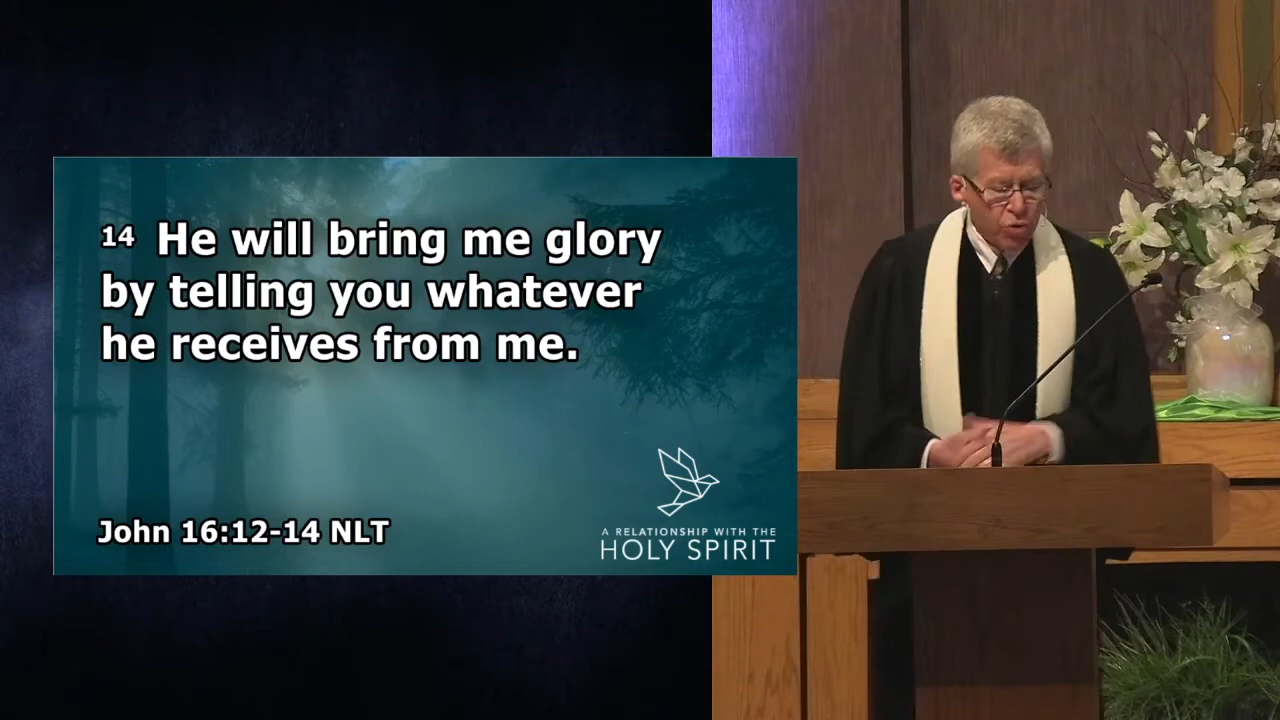 14 He will bring me glory
by telling you whatever
he receives from me.
John 16:12-14 NLT
A RELATIONSHIP WITH THE
HOLY SPIRIT